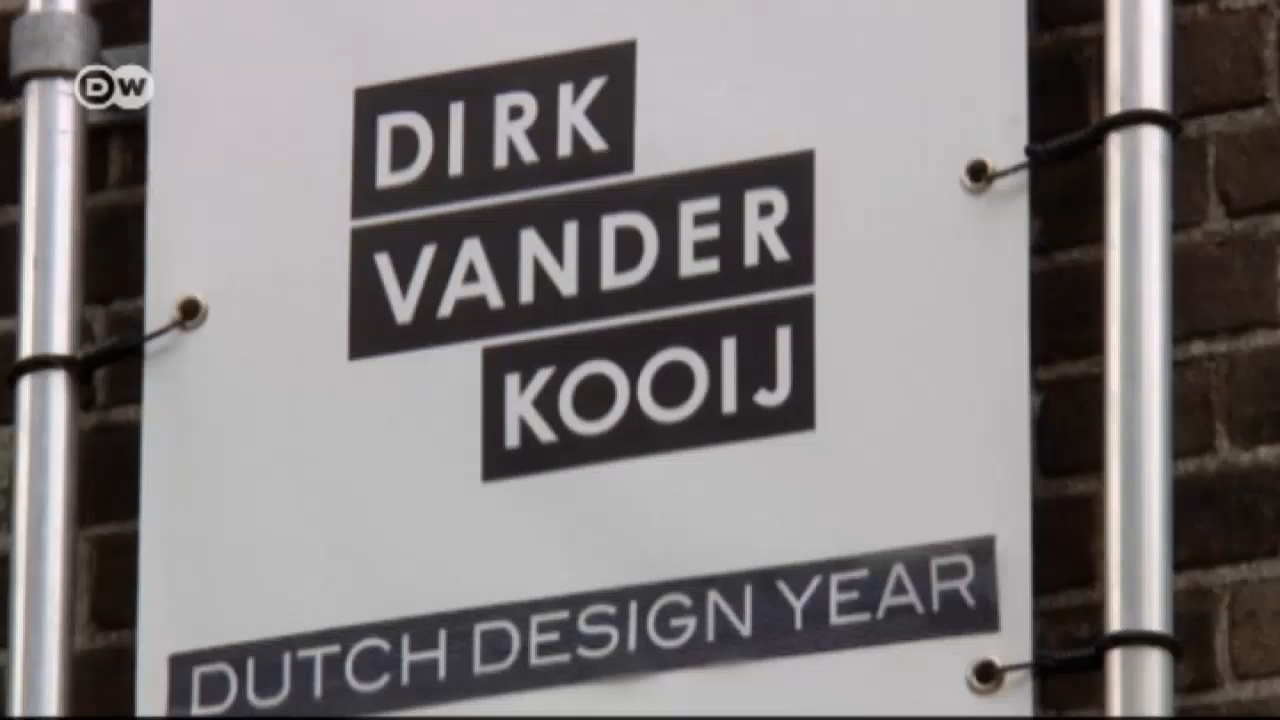 DW
DIRK
VANDER
KOOIJ
DUTCH DESIGN YEAR